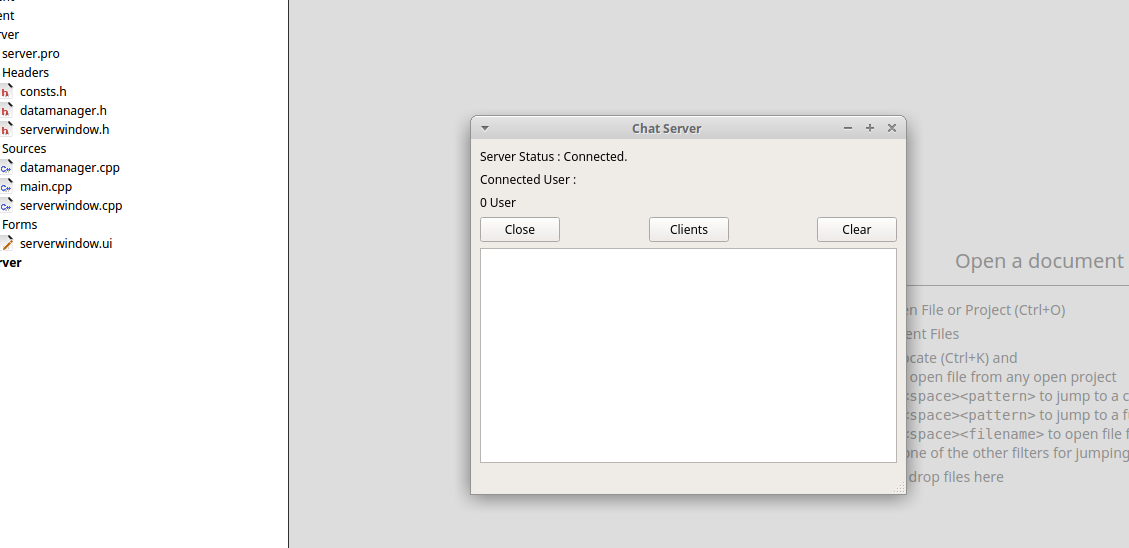 ent
ver
server.pro
Headers
consts.h
datamanager.h
serverwindow.h
Sources
datamanager.cpp
main.cpp
serverwindow.cpp
Forms
serverwindow.ui
rver
Chat Server
Server Status : Connected.
Connected User :
0 User
Close Clients Clear
Open a document
en File or Project (Ctrl+O)
ent Files
ocate (Ctrl+K) and
open file from any open project
<space><pattern> to jump to a c
<space><pattern> to jump to a f
<space><filename> to open file f
one of the other filters for jumping
drop files here